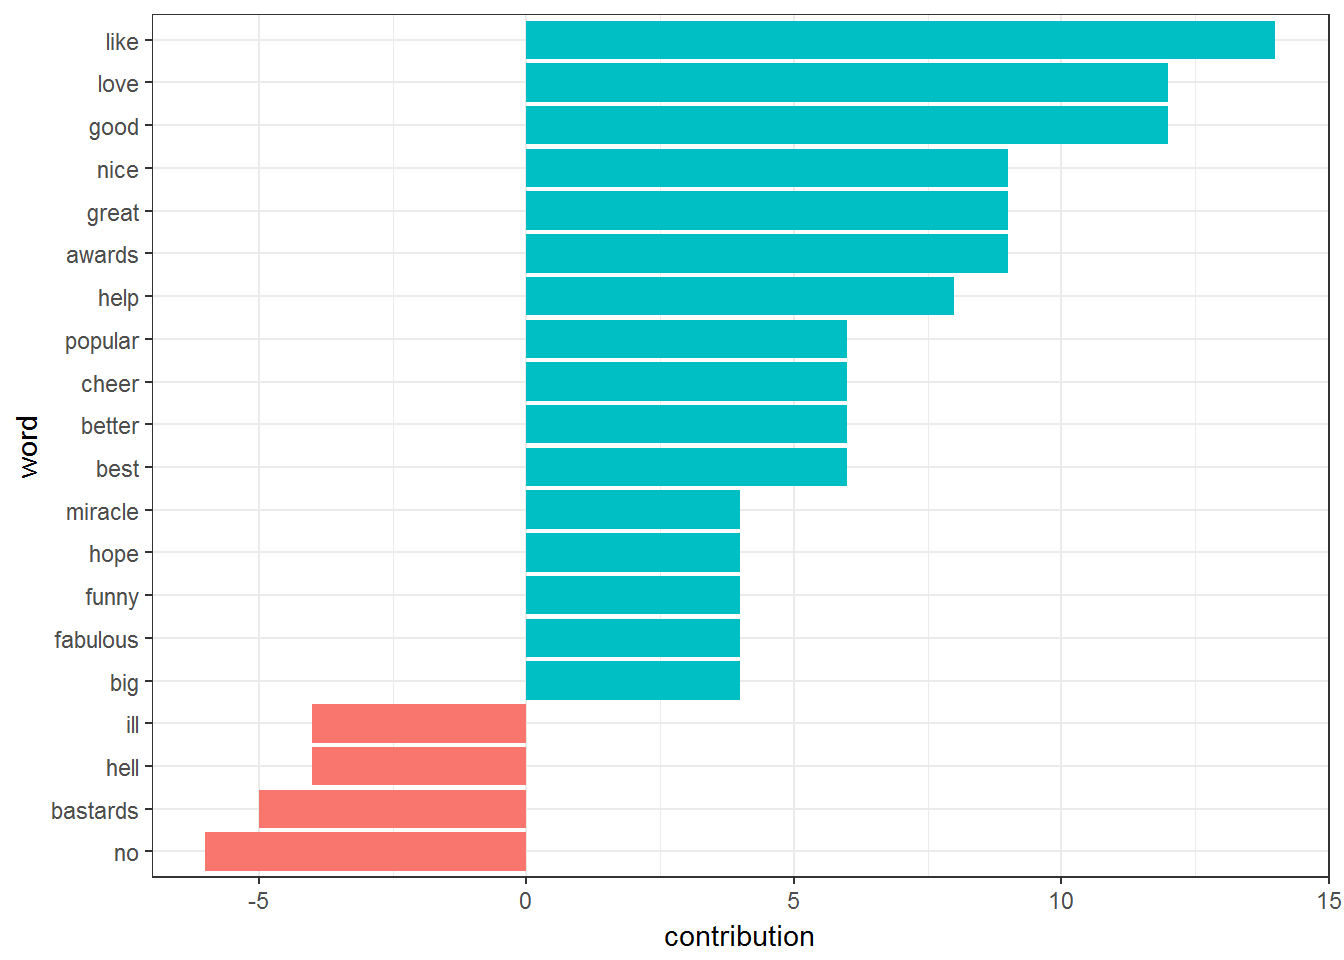 like
love
good
nice
great
awards
help
popular
cheer
better
best
miracle
hope
funny
fabulous
big
ill
hell
bastards
no
word
-5 0 5 10 15
contribution